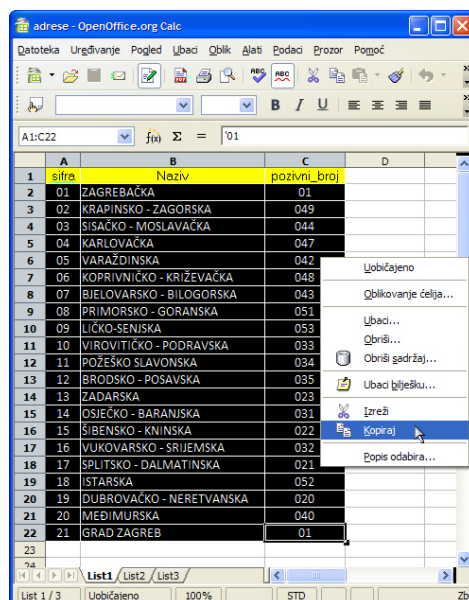 adrese - OpenOffice.org Calc
Datoteka Uređivanje Pogled Ubaci Oblik Alati Podaci Prozor Pomoć
ABC ABC
B I U
A1:C22 f(x) Σ = '01
A B C D
1 sifra Naziv pozivni_broj
2 01 ZAGREBAČKA 01
3 02 KRAPINSKO - ZAGORSKA 049
4 03 SISAČKO - MOSLAVAČKA 044
5 04 KARLOVAČKA 047
6 05 VARAŽDINSKA 042
7 06 KOPRIVNIČKO - KRIŽEVAČKA 048
8 07 BJELOVARSKO - BILOGORSKA 043
9 08 PRIMORSKO - GORANSKA 051
10 09 LIČKO-SENJSKA 053
11 10 VIROVITIČKO - PODRAVSKA 033
12 11 POŽEŠKO SLAVONSKA 034
13 12 BRODSKO - POSAVSKA 035
14 13 ZADARSKA 023
15 14 OSJEČKO - BARANJSKA 031
16 15 ŠIBENSKO - KNINSKA 022
17 16 VUKOVARSKO - SRIJEMSKA 032
18 17 SPLITSKO - DALMATINSKA 021
19 18 ISTARSKA 052
20 19 DUBROVAČKO - NERETVANSKA 020
21 20 MEĐIMURSKA 040
22 21 GRAD ZAGREB 01
23
24
Uobičajeno
Oblikovanje ćelija...
Ubaci...
Obriši...
Obriši sadržaj...
Ubaci bilješku...
Izreži
Kopiraj
Popis odabira...
List1 List2 List3
List 1 / 3 Uobičajeno 100% STD Zb